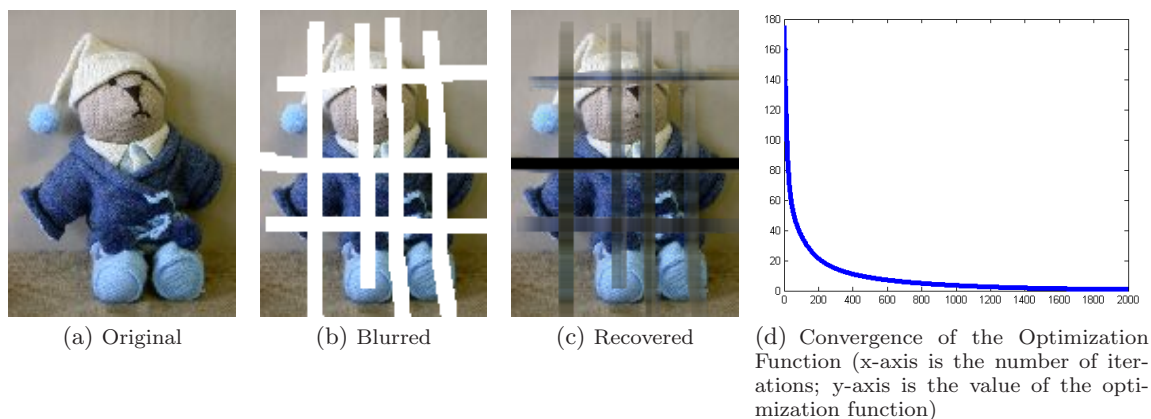 180
160
140
120
100
80
60
40
20
0
0 200 400 600 800 1000 1200 1400 1600 1800 2000
(a) Original
(b) Blurred
(c) Recovered
(d) Convergence of the Optimization
Function (x-axis is the number of iter-
ations; y-axis is the value of the opti-
mization function)